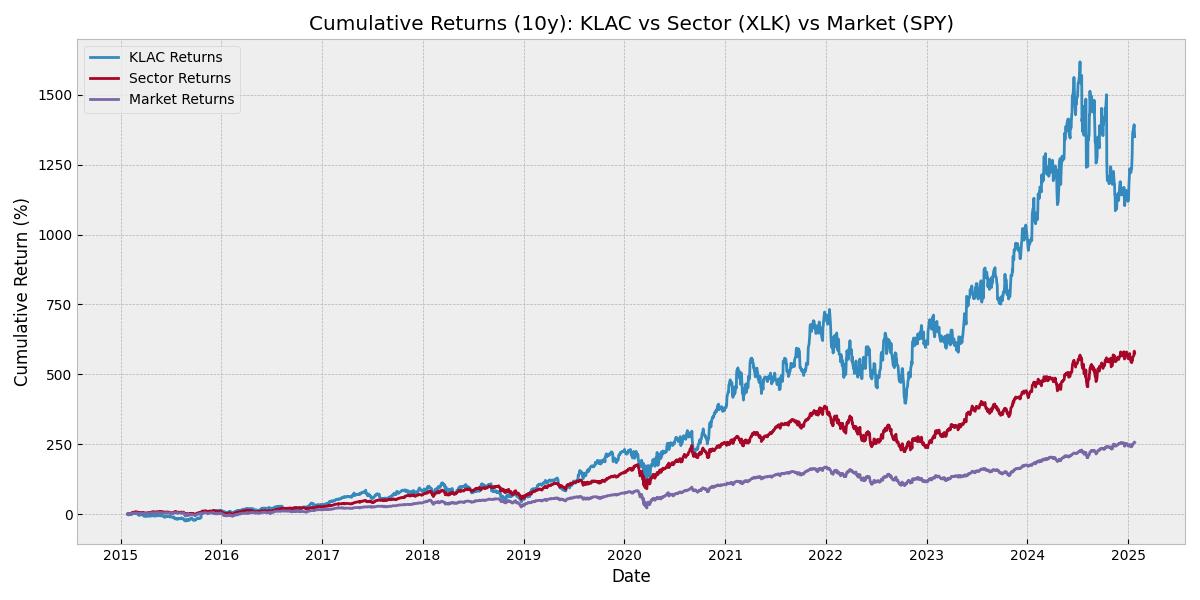 Cumulative Returns (10y): KLAC vs Sector (XLK) vs Market (SPY)
KLAC Returns
Sector Returns
Market Returns
Cumulative Return (%)
1500
1250
1000
750
500
250
0
2015 2016 2017 2018 2019 2020 2021 2022 2023 2024 2025
Date